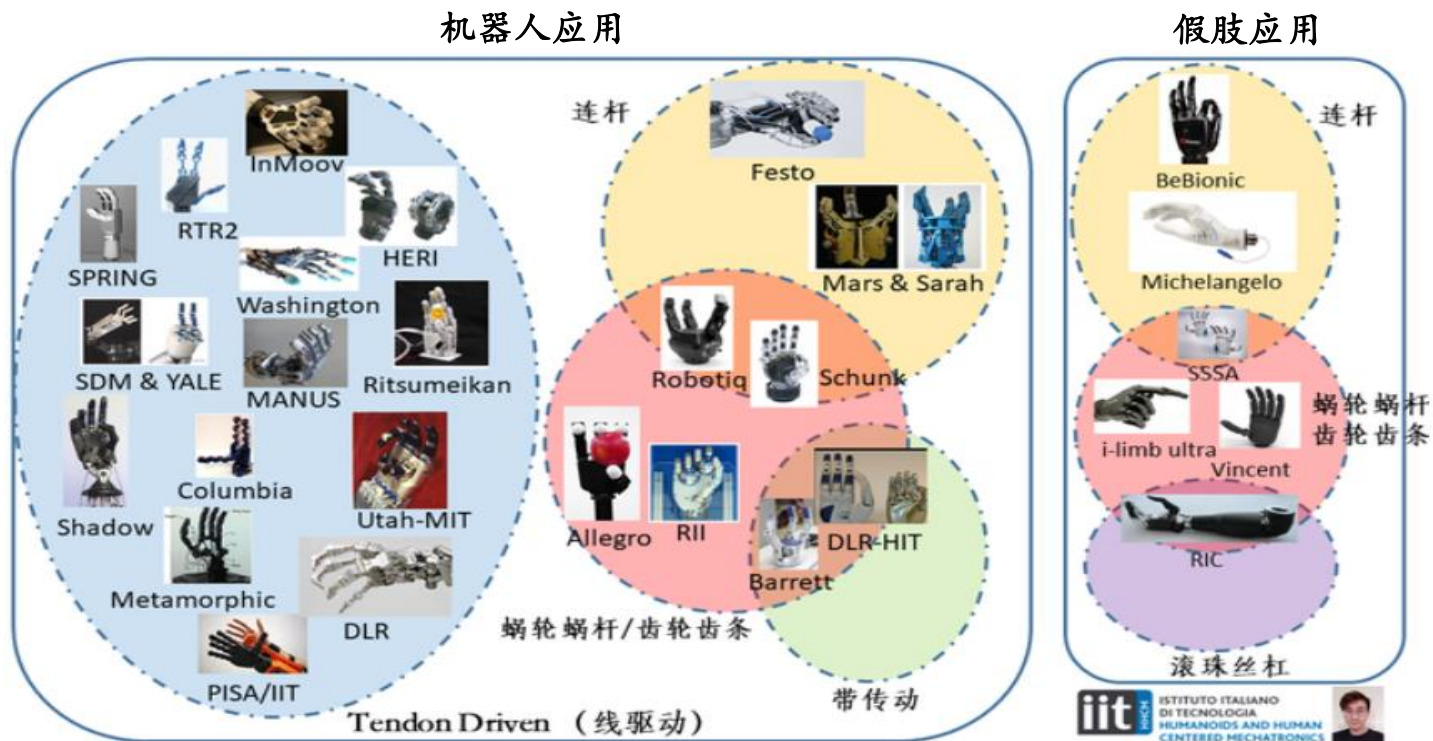 机器人应用
假肢应用
连杆
InMoov
RTR2
SPRING
HERI
Washington
SDM & YALE
MANUS
Ritsumeikan
Shadow
Columbia
Utah-MIT
Metamorphic
DLR
PISA/IIT
Tendon Driven （线驱动）
Festo
Mars & Sarah
Robotiq
Schunk
Allegro
RII
DLR-HIT
Barrett
蜗轮蜗杆/齿轮齿条
带传动
连杆
BeBionic
Michelangelo
SSSA
蜗轮蜗杆
齿轮齿条
i-limb ultra
Vincent
RIC
滚珠丝杠
iit
HHCM
ISTITUTO ITALIANO
DI TECNOLOGIA
HUMANOIDS AND HUMAN
CENTERED MECHATRONICS